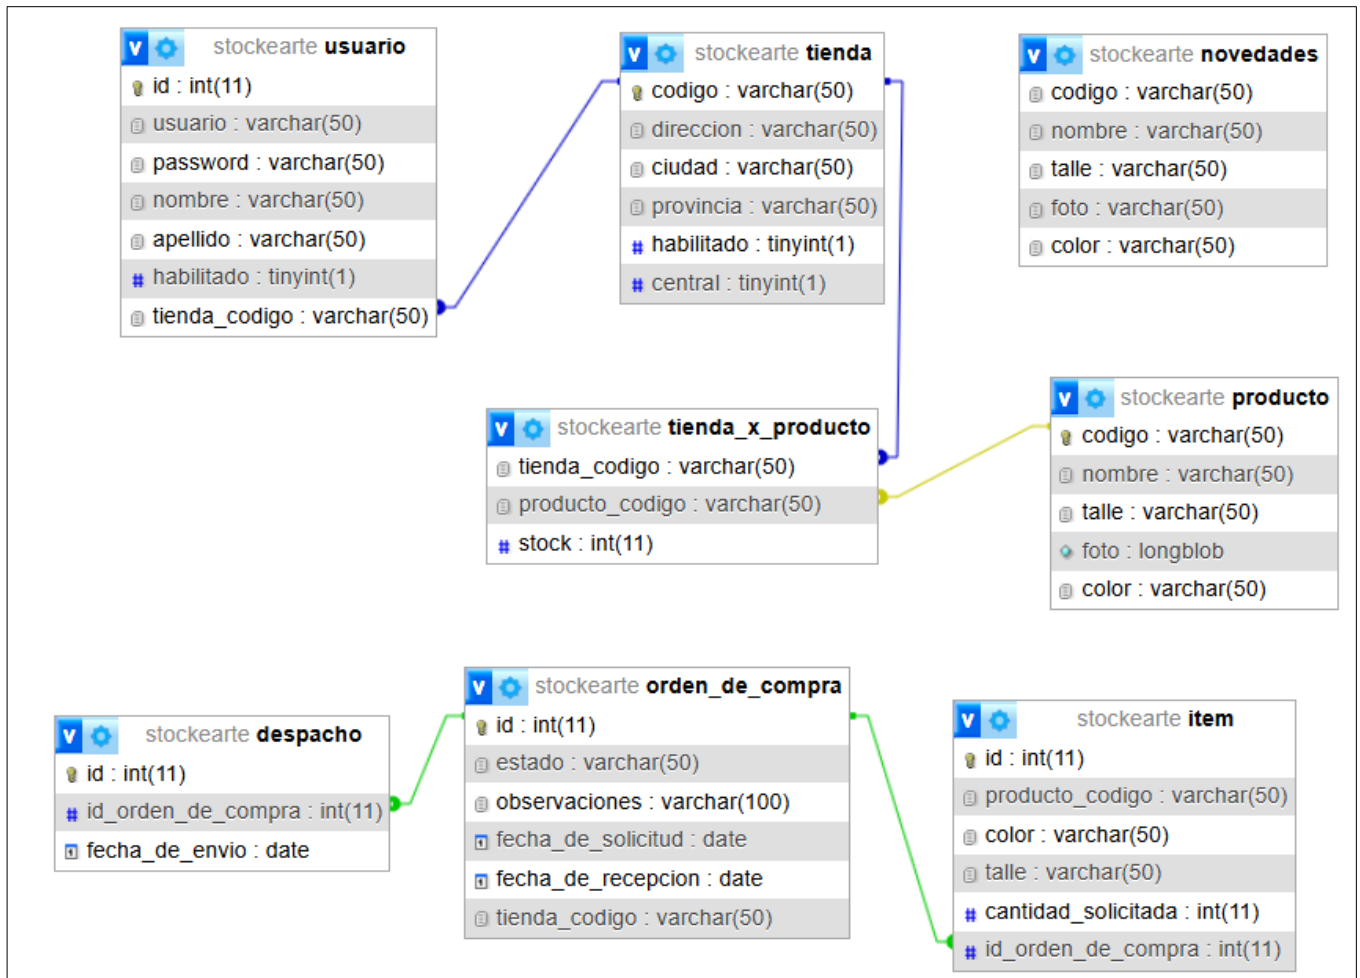 stockearte usuario
id : int(11)
usuario : varchar(50)
password : varchar(50)
nombre : varchar(50)
apellido : varchar(50)
habilitado : tinyint(1)
tienda_codigo : varchar(50)
stockearte tienda
codigo : varchar(50)
direccion : varchar(50)
ciudad : varchar(50)
provincia : varchar(50)
habilitado : tinyint(1)
central : tinyint(1)
stockearte novedades
codigo : varchar(50)
nombre : varchar(50)
talle : varchar(50)
foto : varchar(50)
color : varchar(50)
stockearte tienda_x_producto
tienda_codigo : varchar(50)
producto_codigo : varchar(50)
stock : int(11)
stockearte producto
codigo : varchar(50)
nombre : varchar(50)
talle : varchar(50)
foto : longblob
color : varchar(50)
stockearte despacho
id : int(11)
id_orden_de_compra : int(11)
fecha_de_envio : date
stockearte orden_de_compra
id : int(11)
estado : varchar(50)
observaciones : varchar(100)
fecha_de_solicitud : date
fecha_de_recepcion : date
tienda_codigo : varchar(50)
stockearte item
id : int(11)
producto_codigo : varchar(50)
color : varchar(50)
talle : varchar(50)
cantidad_solicitada : int(11)
id_orden_de_compra : int(11)